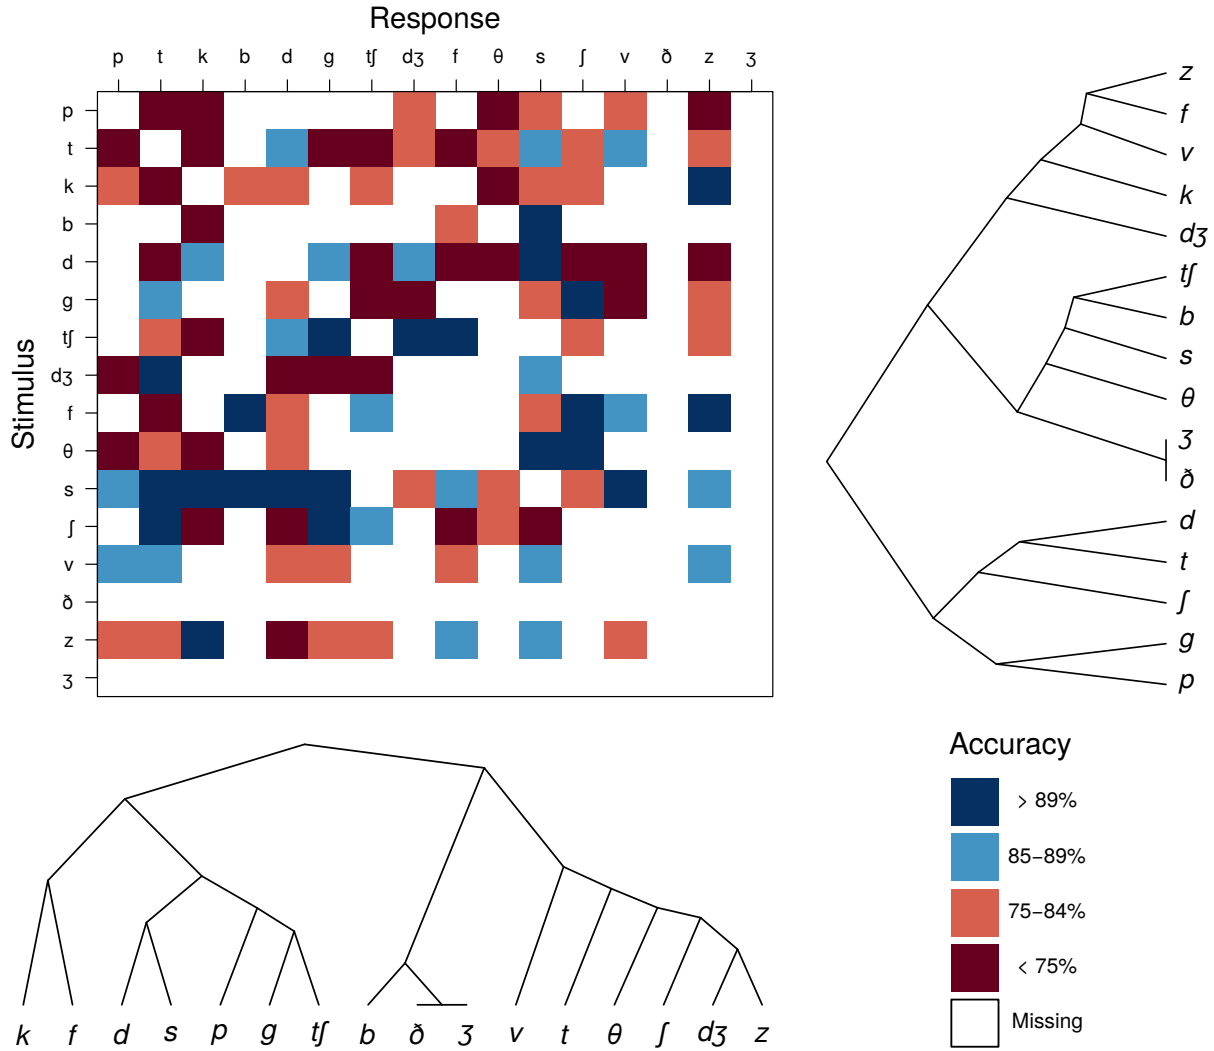 Response
p t k b d g tʃ dʒ f θ s ʃ v ð z ʒ
Stimulus
p
t
k
b
d
g
tʃ
dʒ
f
θ
s
ʃ
v
ð
z
ʒ
z
f
v
k
dʒ
tʃ
b
s
θ
ʒ
ð
d
t
ʃ
g
p
k f d s p g tʃ b ð ʒ v t θ ʃ dʒ z
Accuracy
> 89%
85−89%
75−84%
< 75%
Missing